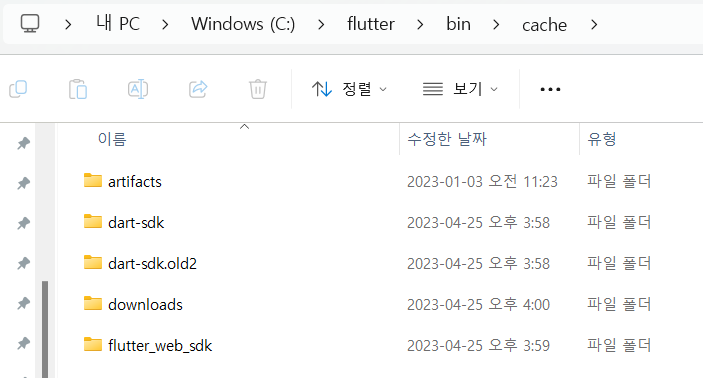 내 PC > Windows (C:) > flutter > bin > cache >
정렬 보기
이름 수정한 날짜 유형
artifacts 2023-01-03 오전 11:23 파일 폴더
dart-sdk 2023-04-25 오후 3:58 파일 폴더
dart-sdk.old2 2023-04-25 오후 3:58 파일 폴더
downloads 2023-04-25 오후 4:00 파일 폴더
flutter_web_sdk 2023-04-25 오후 3:59 파일 폴더